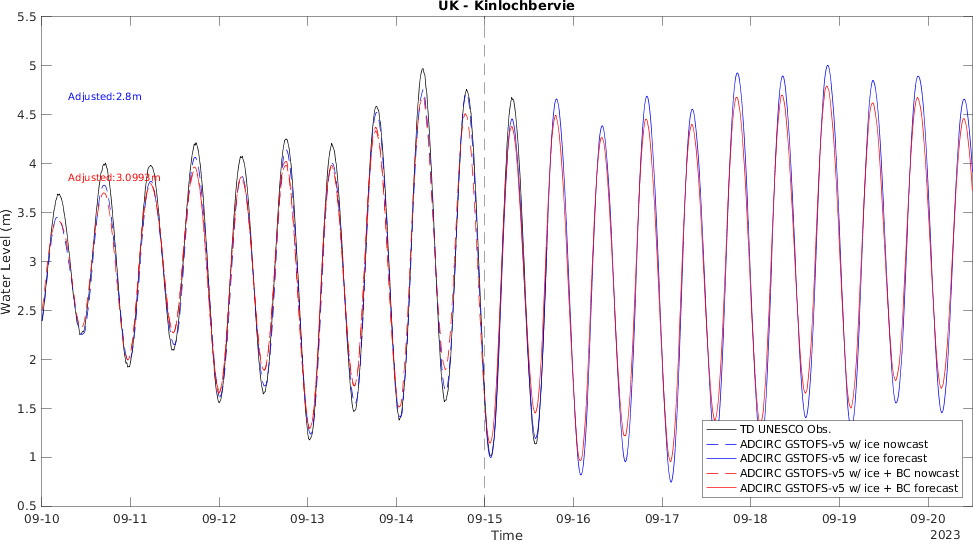 UK - Kinlochbervie
5.5
5
4.5
4
3.5
3
2.5
2
1.5
1
0.5
Water Level (m)
Adjusted:2.8m
Adjusted:3.0993m
TD UNESCO Obs.
ADCIRC GSTOFS-v5 w/ ice nowcast
ADCIRC GSTOFS-v5 w/ ice forecast
ADCIRC GSTOFS-v5 w/ ice + BC nowcast
ADCIRC GSTOFS-v5 w/ ice + BC forecast
09-10 09-11 09-12 09-13 09-14 09-15 09-16 09-17 09-18 09-19 09-20
Time
2023